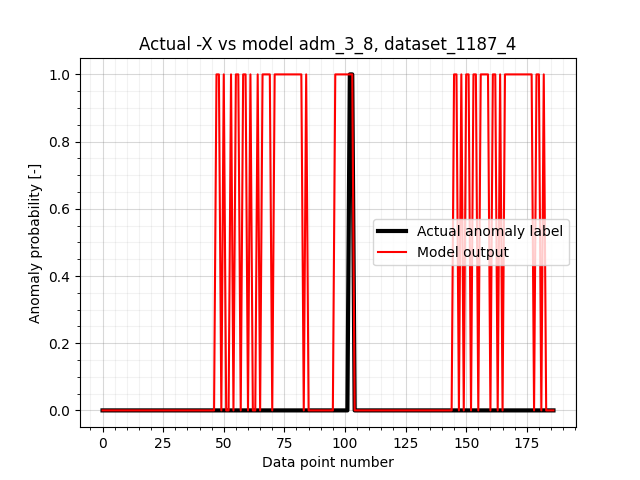 Actual -X vs model adm_3_8, dataset_1187_4
1.0
0.8
0.6
0.4
0.2
0.0
Anomaly probability [-]
Actual anomaly label
Model output
0 25 50 75 100 125 150 175
Data point number